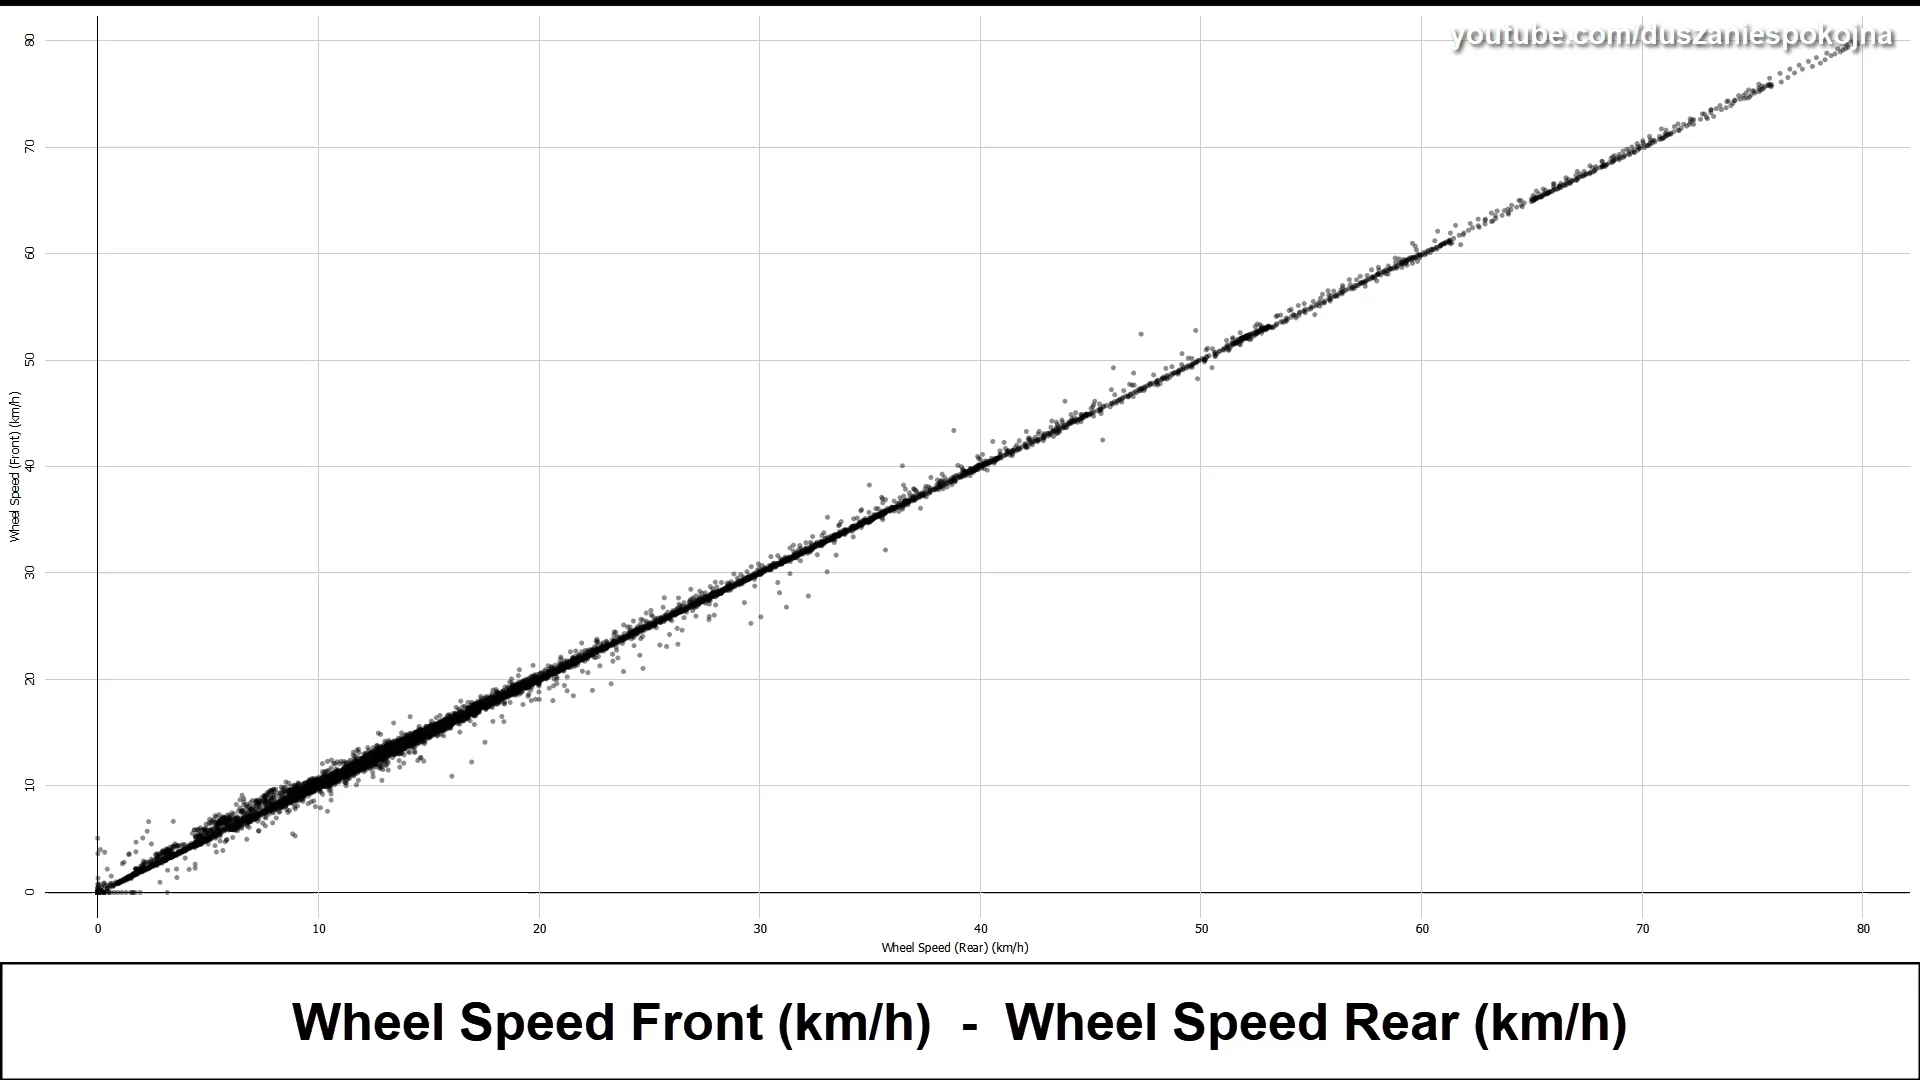 youtube.com/duszaniespokojna
80
70
60
50
40
30
20
10
0
Wheel Speed (Front) (km/h)
0 10 20 30 40 50 60 70 80
Wheel Speed (Rear) (km/h)
Wheel Speed Front (km/h) - Wheel Speed Rear (km/h)